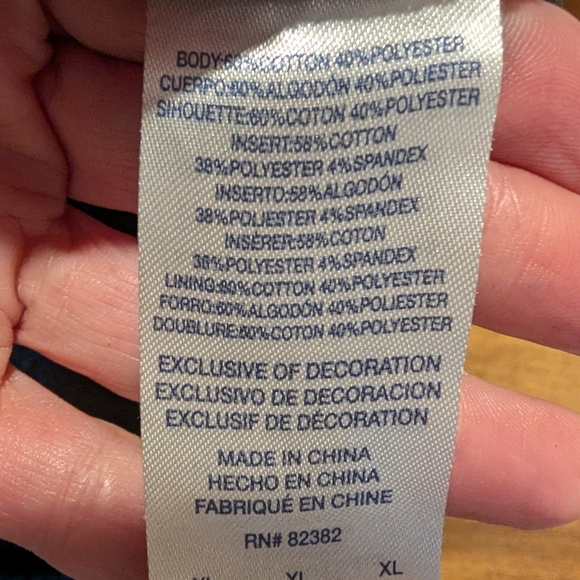 BODY:60%COTTON 40%POLYESTER
CUERPO:60%ALGODÓN 40%POLIESTER
SIHOUETTE:60%COTON 40%POLYESTER
INSERT:58%COTTON
38%POLYESTER 4%SPANDEX
INSERTO:58%ALGODÓN
38%POLIESTER 4%SPANDEX
INSÉRER:58%COTON
38%POLYESTER 4%SPANDEX
LINING:60%COTTON 40%POLYESTER
FORRO:60%ALGODÓN 40%POLIESTER
DOUBLURE:60%COTON 40%POLYESTER
EXCLUSIVE OF DECORATION
EXCLUSIVO DE DECORACION
EXCLUSIF DE DÉCORATION
MADE IN CHINA
HECHO EN CHINA
FABRIQUÉ EN CHINE
RN# 82382
XL XL XL